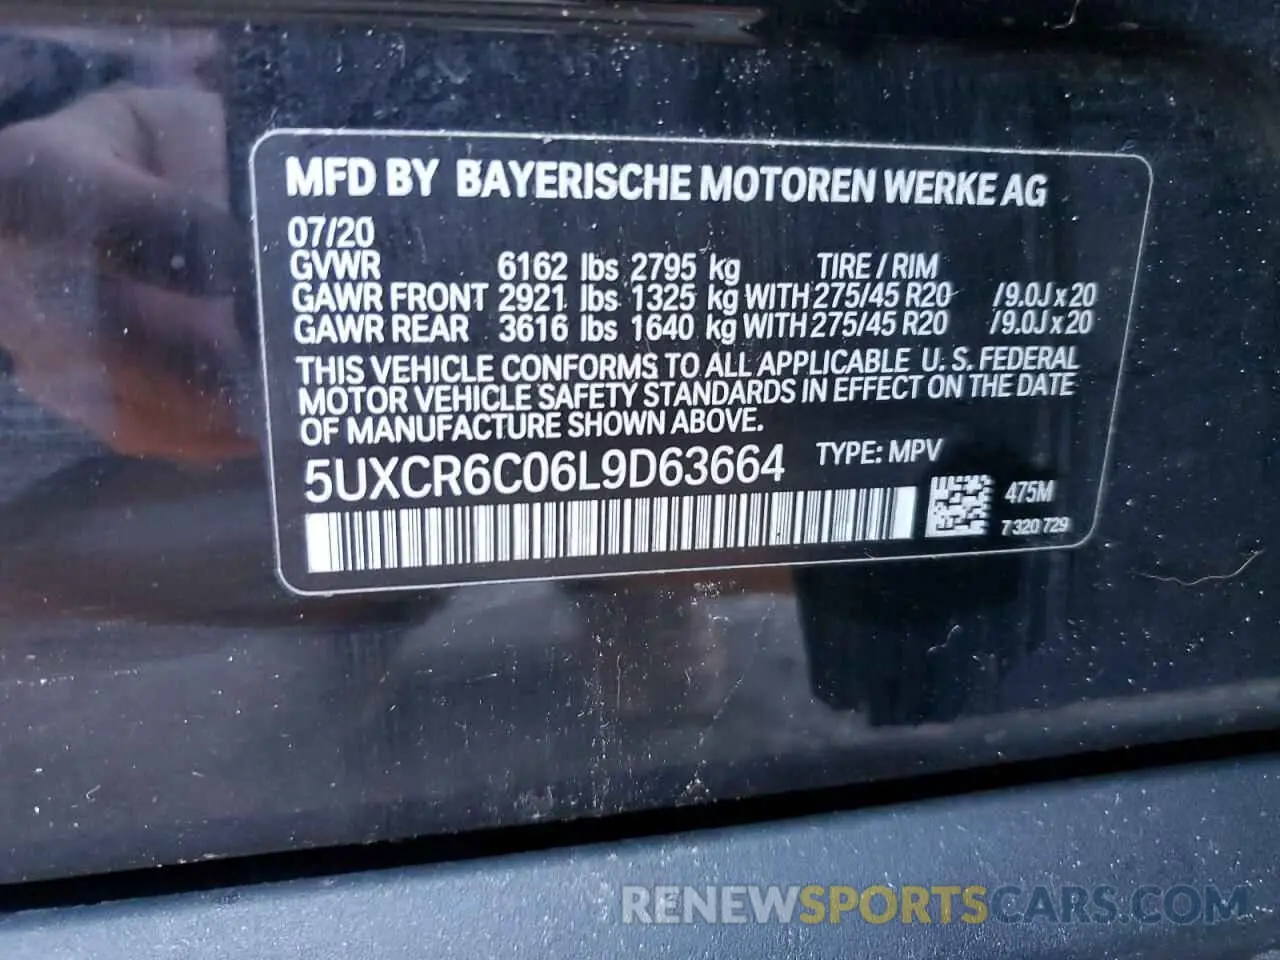 MFD BY BAYERISCHE MOTOREN WERKE AG
07/20
GVWR 6162 lbs 2795 kg TIRE / RIM
GAWR FRONT 2921 lbs 1325 kg WITH 275/45 R20 /9.0J x 20
GAWR REAR 3616 lbs 1640 kg WITH 275/45 R20 /9.0J x 20
THIS VEHICLE CONFORMS TO ALL APPLICABLE U.S. FEDERAL
MOTOR VEHICLE SAFETY STANDARDS IN EFFECT ON THE DATE
OF MANUFACTURE SHOWN ABOVE.
5UXCR6C06L9D63664 TYPE: MPV
475M
7 320 729
RENEWSPORTSCARS.COM